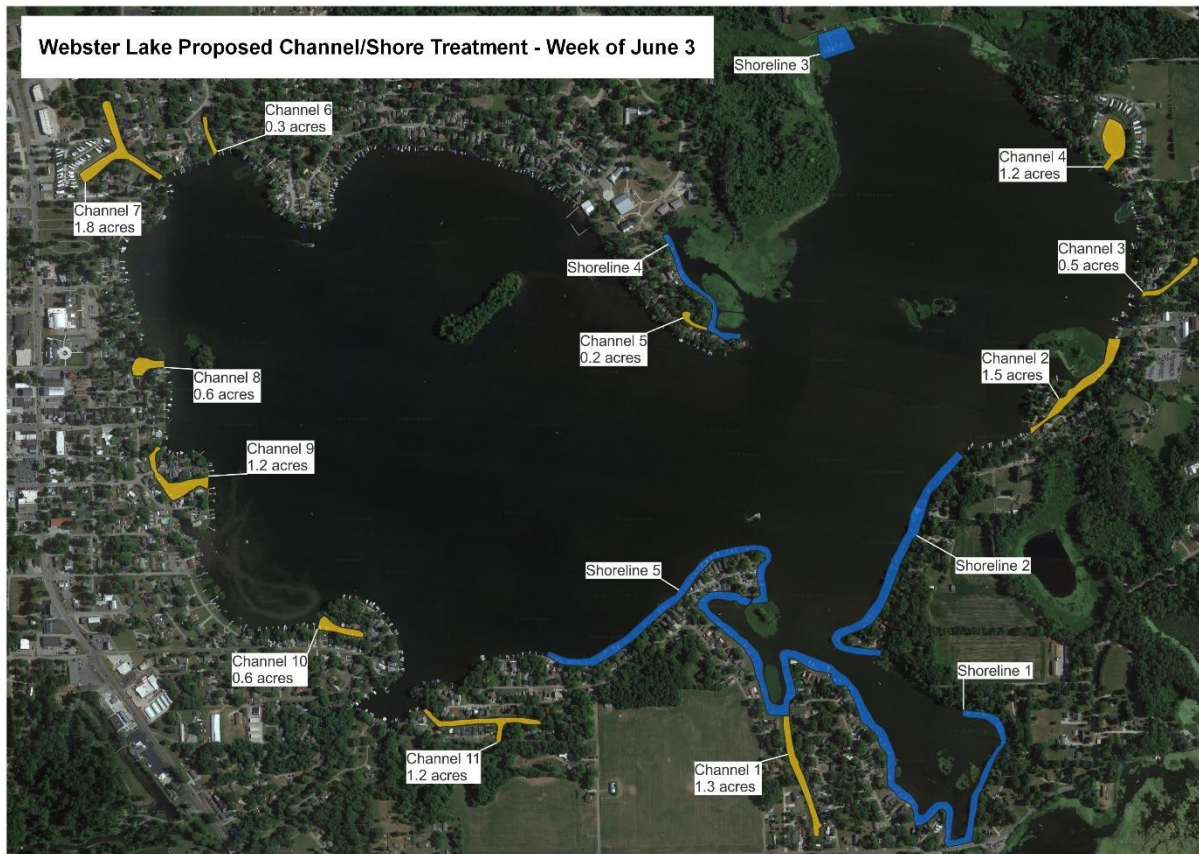 Webster Lake Proposed Channel/Shore Treatment - Week of June 3
Shoreline 3
Channel 6
0.3 acres
Channel 4
1.2 acres
Channel 7
1.8 acres
Channel 3
0.5 acres
Shoreline 4
Channel 5
0.2 acres
Channel 2
1.5 acres
Channel 8
0.6 acres
Channel 9
1.2 acres
Shoreline 5
Shoreline 2
Channel 10
0.6 acres
Shoreline 1
Channel 11
1.2 acres
Channel 1
1.3 acres